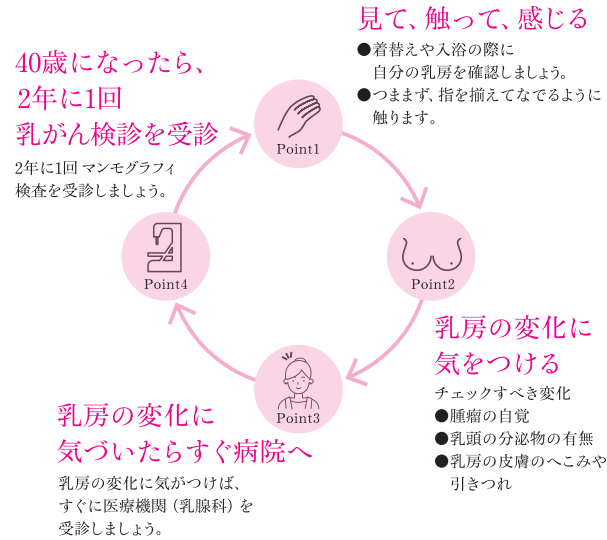 見て、触って、感じる
●着替えや入浴の際に
自分の乳房を確認しましょう。
●つままず、指を揃えてなでるように
触ります。
Point1
Point2
乳房の変化に
気をつける
チェックすべき変化
●腫瘤の自覚
●乳頭の分泌物の有無
●乳房の皮膚のへこみや
引きつれ
Point3
乳房の変化に
気づいたらすぐ病院へ
乳房の変化に気がつけば、
すぐに医療機関（乳腺科）を
受診しましょう。
Point4
40歳になったら、
2年に1回
乳がん検診を受診
2年に1回 マンモグラフィ
検査を受診しましょう。